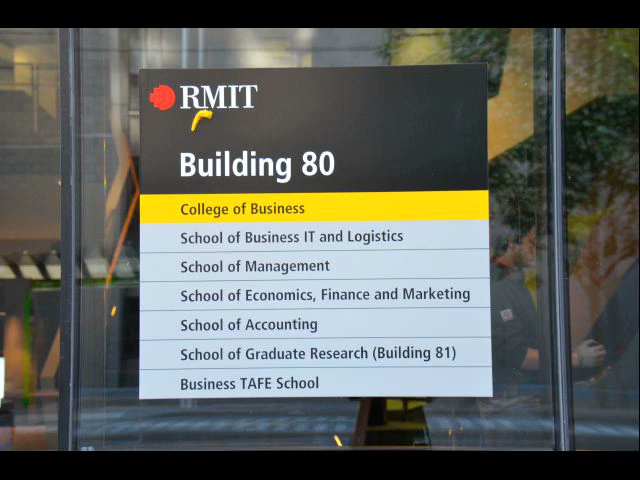 RMIT
Building 80
College of Business
School of Business IT and Logistics
School of Management
School of Economics, Finance and Marketing
School of Accounting
School of Graduate Research (Building 81)
Business TAFE School